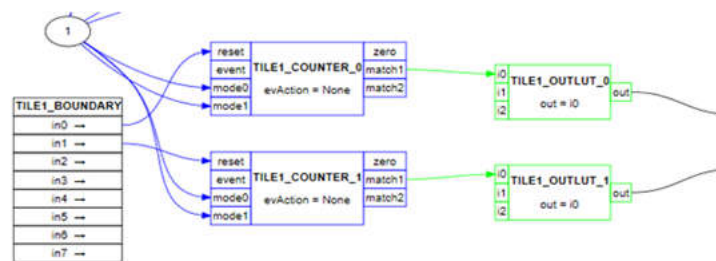 1
reset
event
mode0
mode1
TILE1_COUNTER_0
evAction = None
zero
match1
match2
i0
i1
i2
TILE1_OUTLUT_0
out = i0
out
TILE1_BOUNDARY
in0 →
in1 →
in2 →
in3 →
in4 →
in5 →
in6 →
in7 →
reset
event
mode0
mode1
TILE1_COUNTER_1
evAction = None
zero
match1
match2
i0
i1
i2
TILE1_OUTLUT_1
out = i0
out